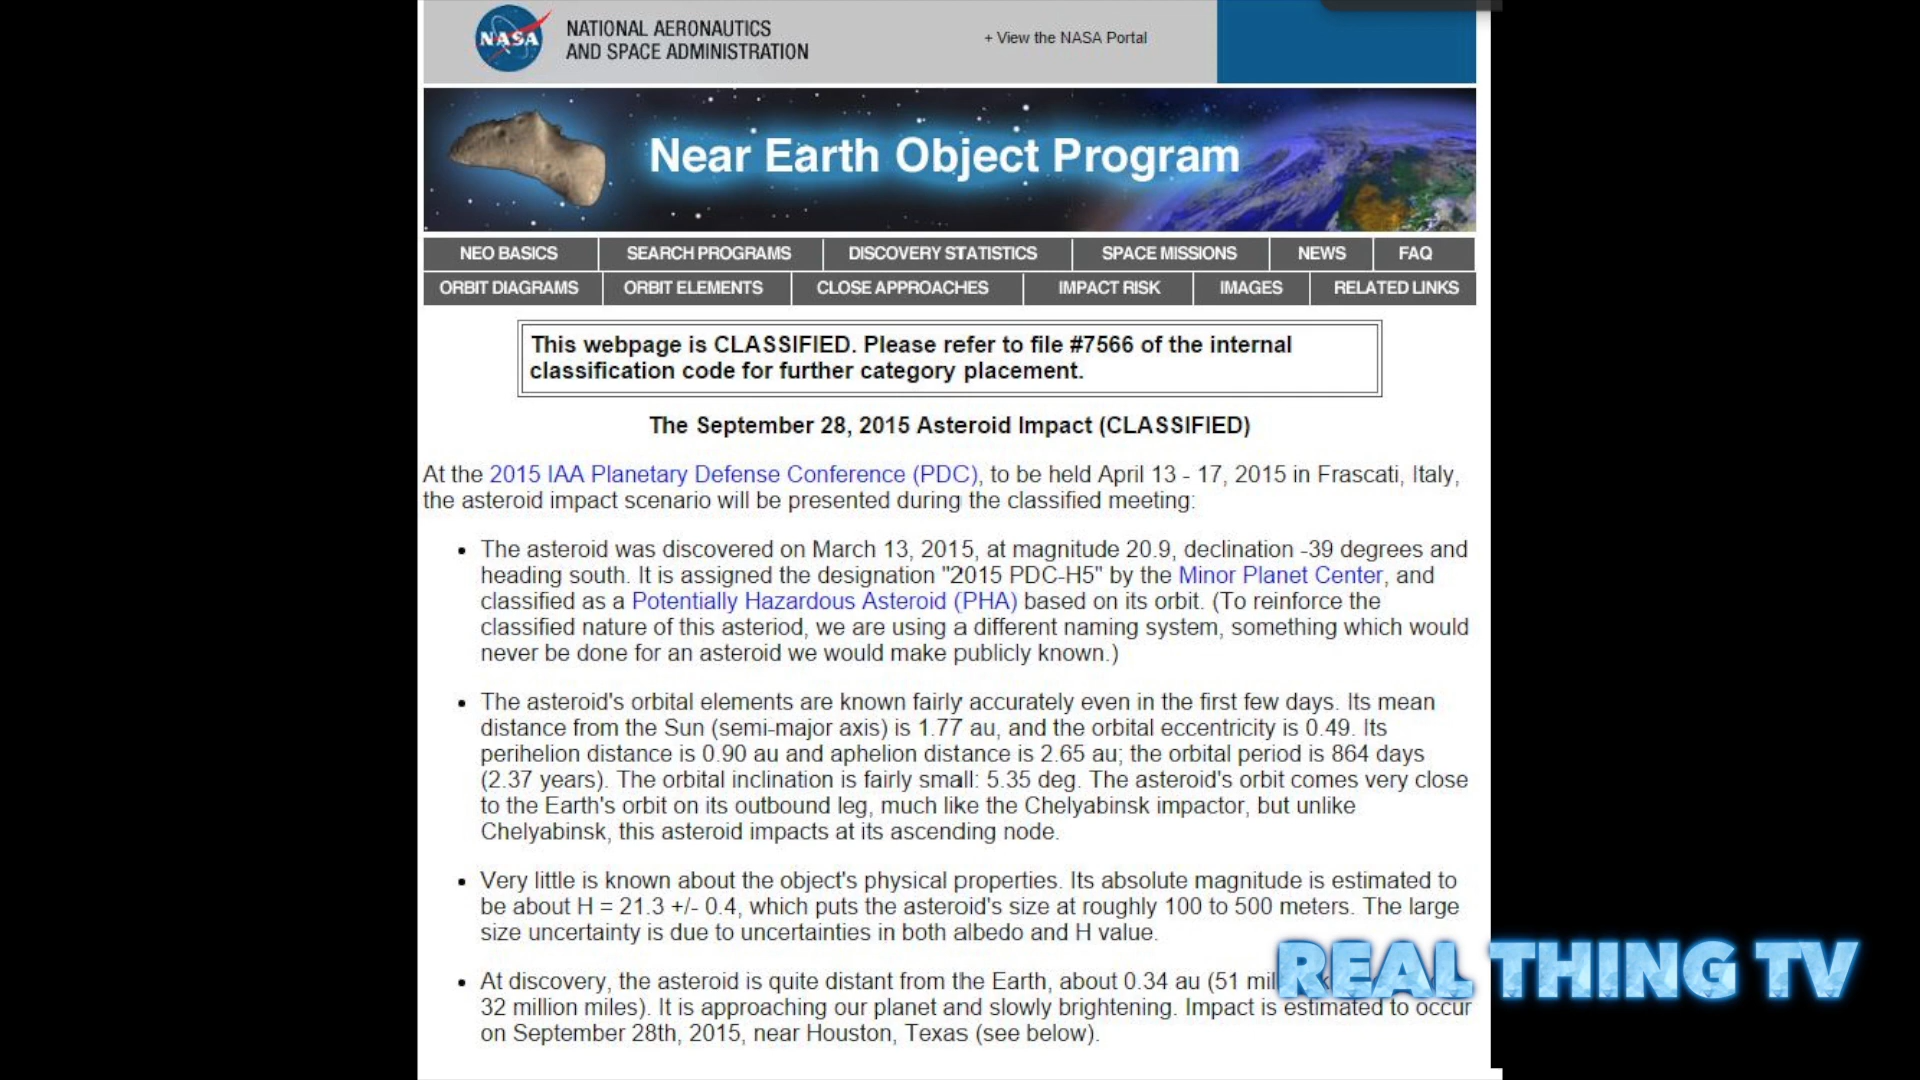 NASA
NATIONAL AERONAUTICS
AND SPACE ADMINISTRATION
+ View the NASA Portal
Near Earth Object Program
NEO BASICS SEARCH PROGRAMS DISCOVERY STATISTICS SPACE MISSIONS NEWS FAQ
ORBIT DIAGRAMS ORBIT ELEMENTS CLOSE APPROACHES IMPACT RISK IMAGES RELATED LINKS
This webpage is CLASSIFIED. Please refer to file #7566 of the internal
classification code for further category placement.
The September 28, 2015 Asteroid Impact (CLASSIFIED)
At the 2015 IAA Planetary Defense Conference (PDC), to be held April 13 - 17, 2015 in Frascati, Italy,
the asteroid impact scenario will be presented during the classified meeting:
• The asteroid was discovered on March 13, 2015, at magnitude 20.9, declination -39 degrees and
heading south. It is assigned the designation "2015 PDC-H5" by the Minor Planet Center, and
classified as a Potentially Hazardous Asteroid (PHA) based on its orbit. (To reinforce the
classified nature of this asteriod, we are using a different naming system, something which would
never be done for an asteroid we would make publicly known.)
• The asteroid's orbital elements are known fairly accurately even in the first few days. Its mean
distance from the Sun (semi-major axis) is 1.77 au, and the orbital eccentricity is 0.49. Its
perihelion distance is 0.90 au and aphelion distance is 2.65 au; the orbital period is 864 days
(2.37 years). The orbital inclination is fairly small: 5.35 deg. The asteroid's orbit comes very close
to the Earth's orbit on its outbound leg, much like the Chelyabinsk impactor, but unlike
Chelyabinsk, this asteroid impacts at its ascending node.
• Very little is known about the object's physical properties. Its absolute magnitude is estimated to
be about H = 21.3 +/- 0.4, which puts the asteroid's size at roughly 100 to 500 meters. The large
size uncertainty is due to uncertainties in both albedo and H value.
• At discovery, the asteroid is quite distant from the Earth, about 0.34 au (51
32 million miles). It is approaching our planet and slowly brightening. Impact is estimated to occur
on September 28th, 2015, near Houston, Texas (see below).
REAL THING TV